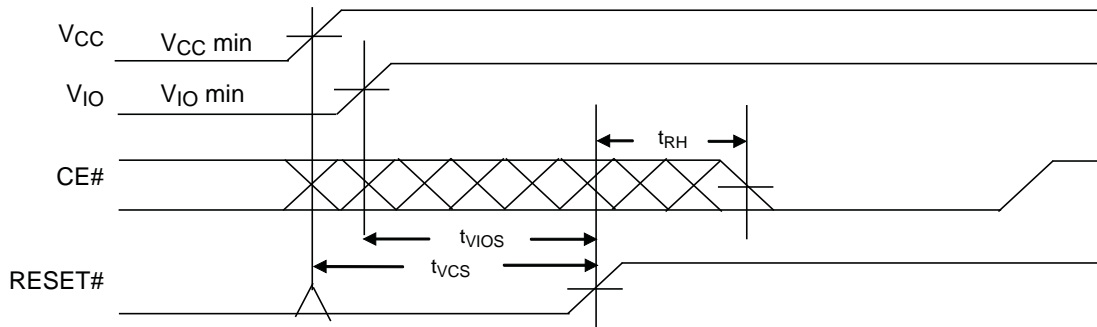 VCC VCC min
VIO VIO min
tRH
CE#
tVIOS
tVCS
RESET#